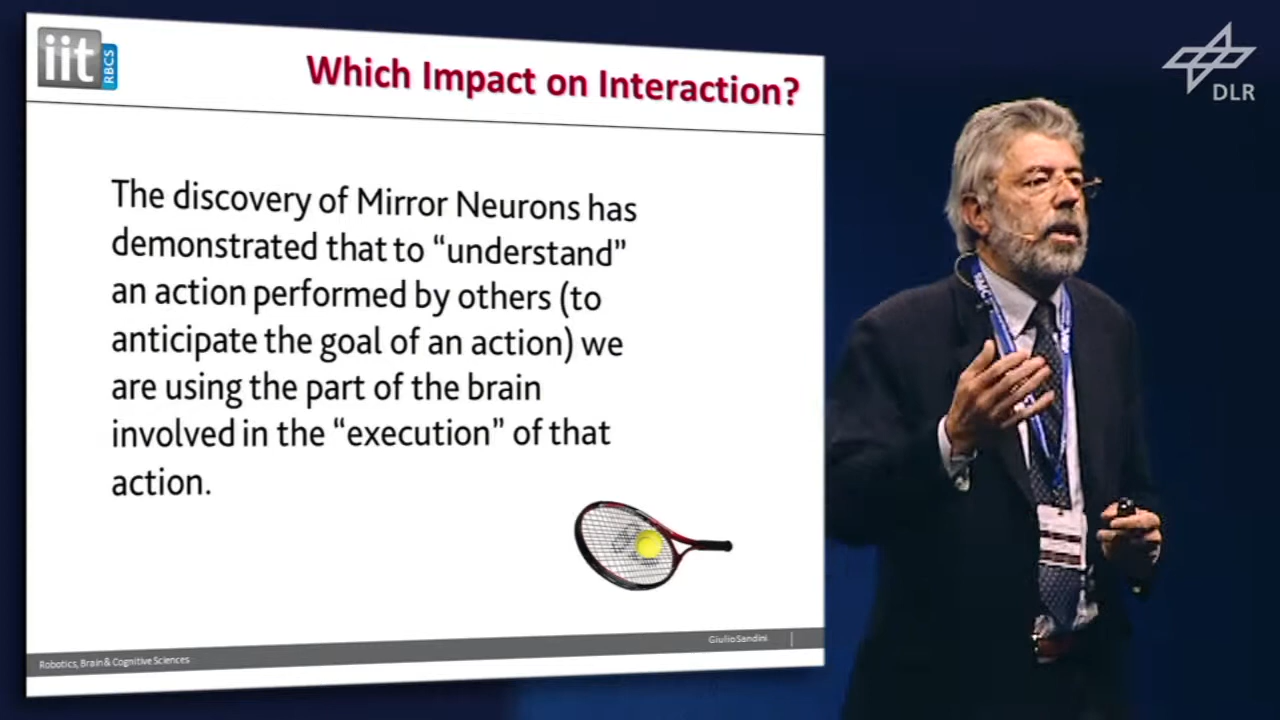 iit
RBCS
Which Impact on Interaction?
DLR
The discovery of Mirror Neurons has
demonstrated that to “understand”
an action performed by others (to
anticipate the goal of an action) we
are using the part of the brain
involved in the “execution” of that
action.
Giulio Sandini
Robotics, Brain & Cognitive Sciences